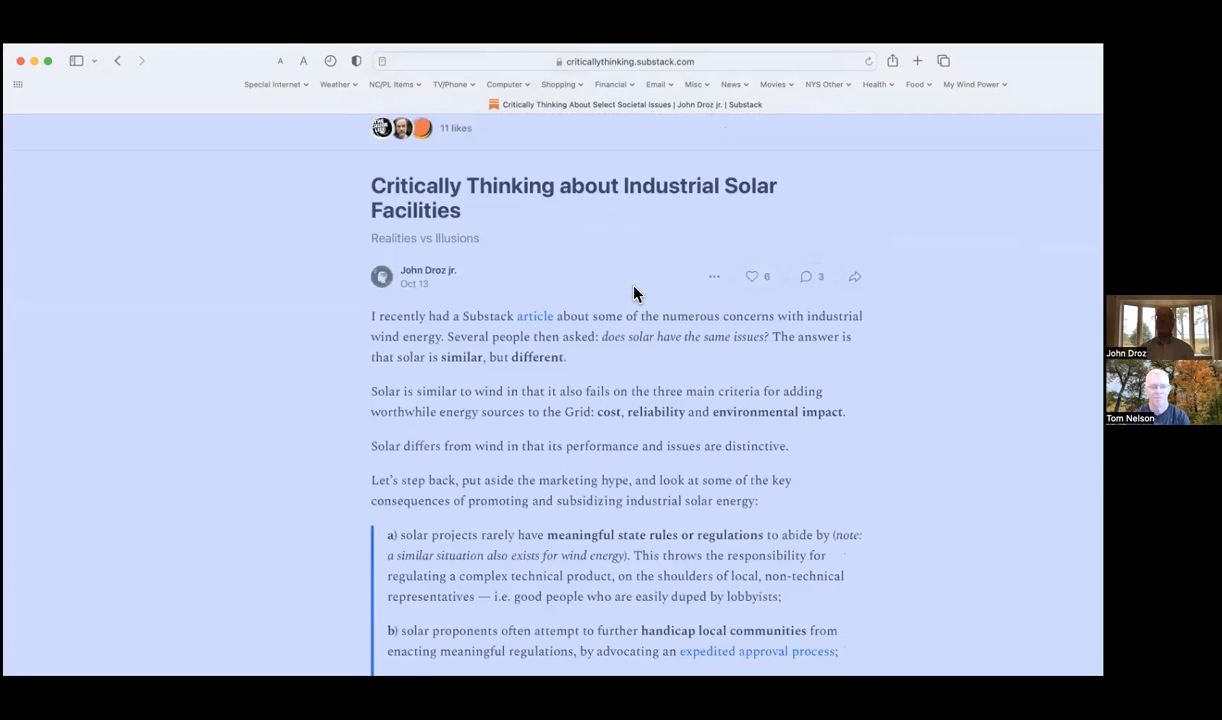 A A criticallythinking.substack.com
Special Internet Weather NC/PL Items TV/Phone Computer Shopping Financial Email Misc News Movies NYS Other Health Food My Wind Power
Critically Thinking About Select Societal Issues | John Droz jr. | Substack
11 likes
Critically Thinking about Industrial Solar
Facilities
Realities vs Illusions
John Droz jr.
Oct 13
6
3
I recently had a Substack article about some of the numerous concerns with industrial
wind energy. Several people then asked: does solar have the same issues? The answer is
that solar is similar, but different.
Solar is similar to wind in that it also fails on the three main criteria for adding
worthwhile energy sources to the Grid: cost, reliability and environmental impact.
Solar differs from wind in that its performance and issues are distinctive.
Let's step back, put aside the marketing hype, and look at some of the key
consequences of promoting and subsidizing industrial solar energy:
a) solar projects rarely have meaningful state rules or regulations to abide by (note:
a similar situation also exists for wind energy). This throws the responsibility for
regulating a complex technical product, on the shoulders of local, non-technical
representatives — i.e. good people who are easily duped by lobbyists;
b) solar proponents often attempt to further handicap local communities from
enacting meaningful regulations, by advocating an expedited approval process;
John Droz
Tom Nelson